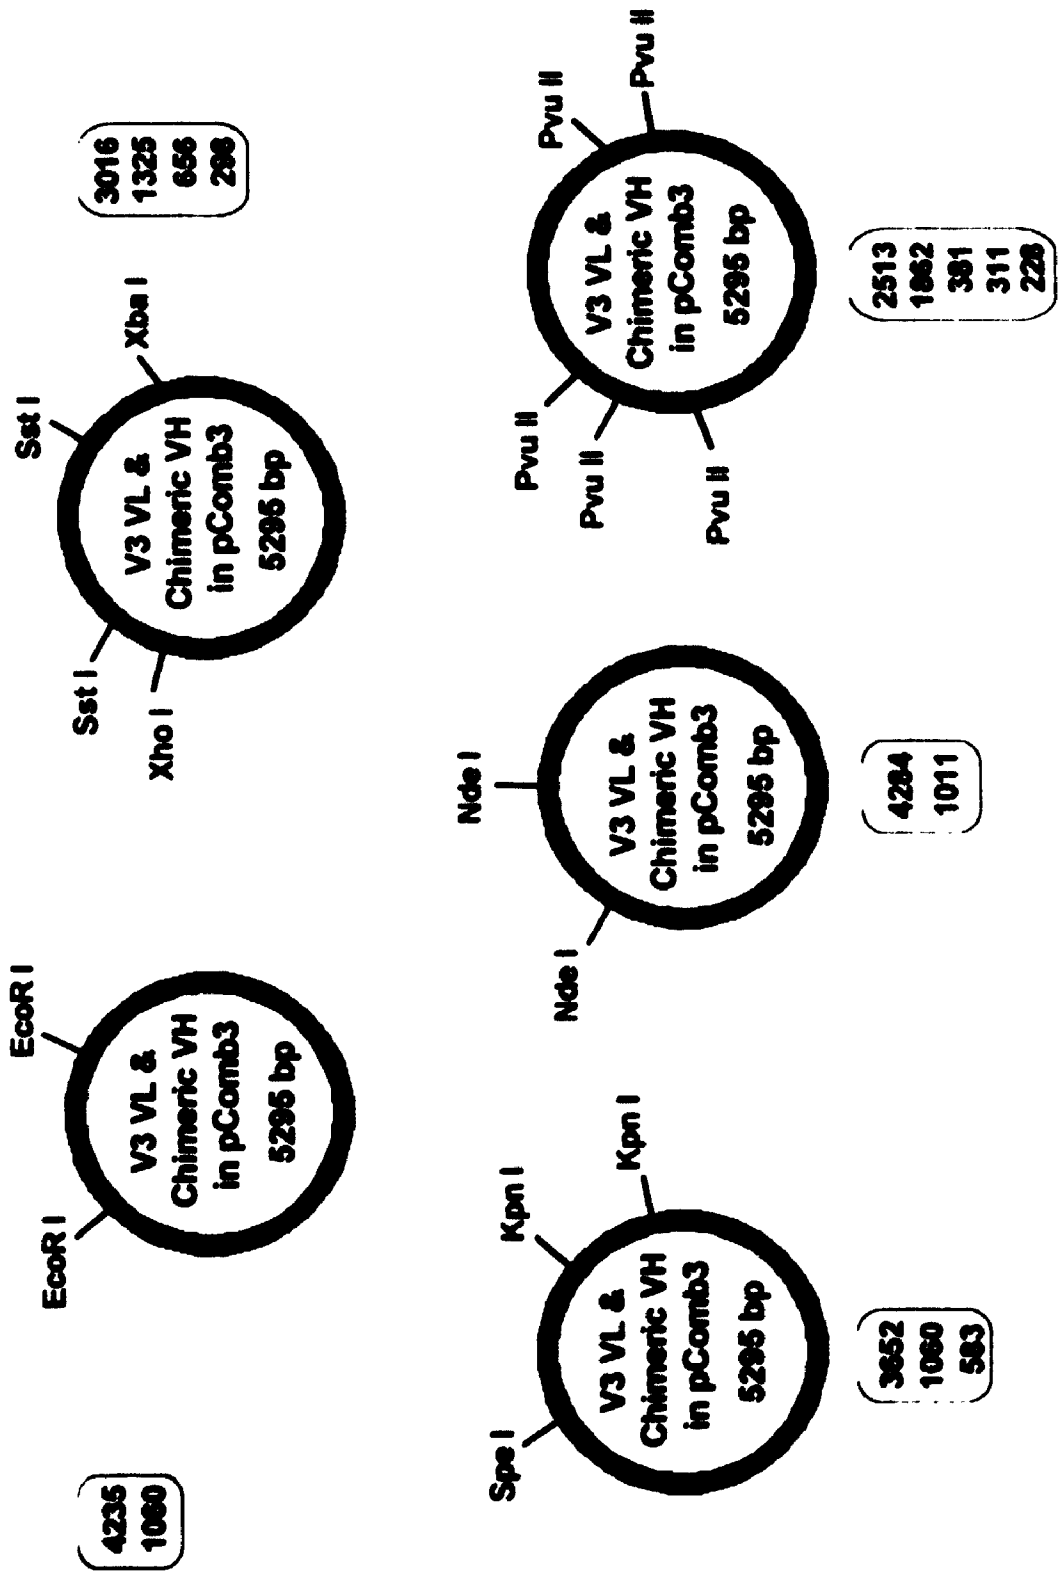 4235
1060
EcoR I
EcoR I
V3 VL &
Chimeric VH
in pComb3
5295 bp
Sst I
Sst I
Xba I
Xho I
V3 VL &
Chimeric VH
in pComb3
5295 bp
3016
1325
656
298
Spe I
Kpn I
Kpn I
V3 VL &
Chimeric VH
in pComb3
5295 bp
3652
1060
583
Nde I
Nde I
V3 VL &
Chimeric VH
in pComb3
5295 bp
4284
1011
Pvu II
Pvu II
Pvu II
Pvu II
Pvu II
V3 VL &
Chimeric VH
in pComb3
5295 bp
2513
1862
381
311
228